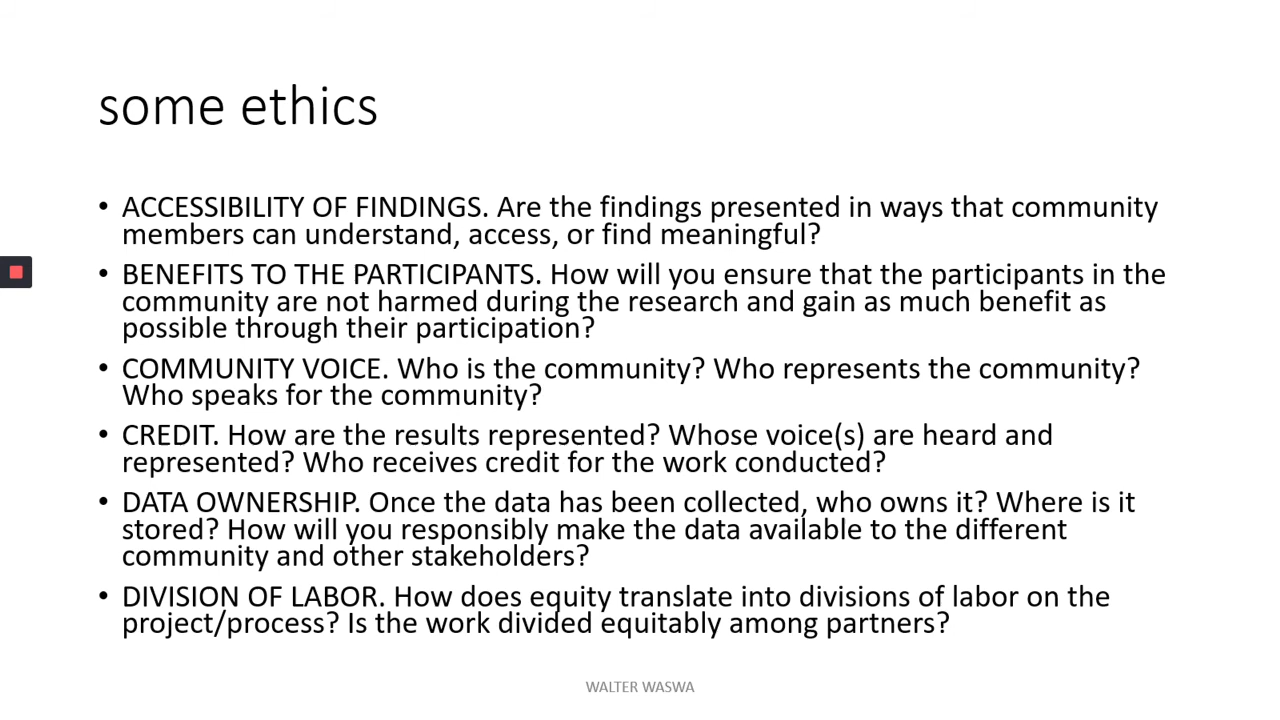 some ethics
• ACCESSIBILITY OF FINDINGS. Are the findings presented in ways that community
members can understand, access, or find meaningful?
• BENEFITS TO THE PARTICIPANTS. How will you ensure that the participants in the
community are not harmed during the research and gain as much benefit as
possible through their participation?
• COMMUNITY VOICE. Who is the community? Who represents the community?
Who speaks for the community?
• CREDIT. How are the results represented? Whose voice(s) are heard and
represented? Who receives credit for the work conducted?
• DATA OWNERSHIP. Once the data has been collected, who owns it? Where is it
stored? How will you responsibly make the data available to the different
community and other stakeholders?
• DIVISION OF LABOR. How does equity translate into divisions of labor on the
project/process? Is the work divided equitably among partners?
WALTER WASWA